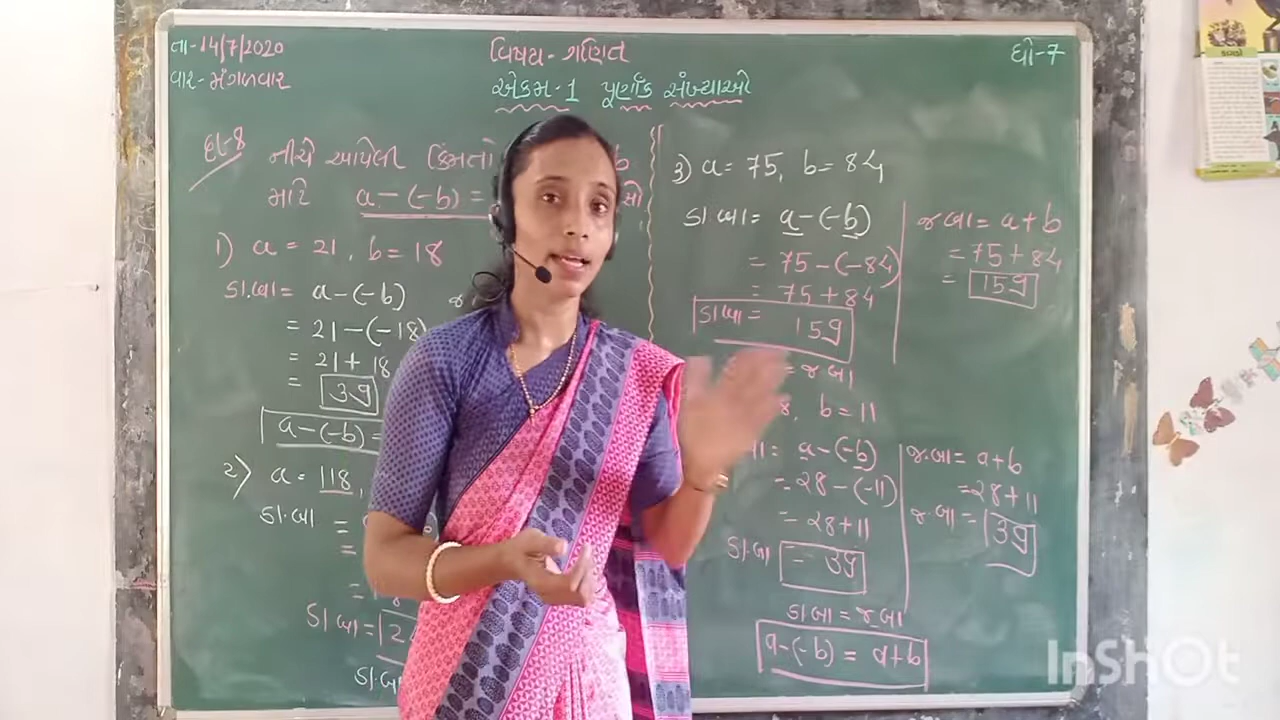 તા-14/7/2020
વાર-મંગળવાર
વિષય-ગણિત
એકમ-1 પૂર્ણાંક સંખ્યાઓ
ધો-7
દા-8 નીચે આપેલી કિંમતો b
માટે a-(-b)=
1) a = 21, b = 18
ડા.બા= a-(-b)
= 21-(-18)
= 21+18
= 39
a-(-b)=
2) a = 118,
ડા.બા =
ડા બા=
3) a = 75, b = 84
ડા બા= a-(-b)
= 75-(-84)
= 75+84
ડા બા = 159
= જ બા
જ બા= a+b
= 75+84
= 159
b = 11
= a-(-b)
= 28-(-11)
= 28+11
ડા.બા = 39
જ.બા= a+b
=28+11
જ.બા = 39
ડા બા = જ.બા
a-(-b) = a+b
InShOt